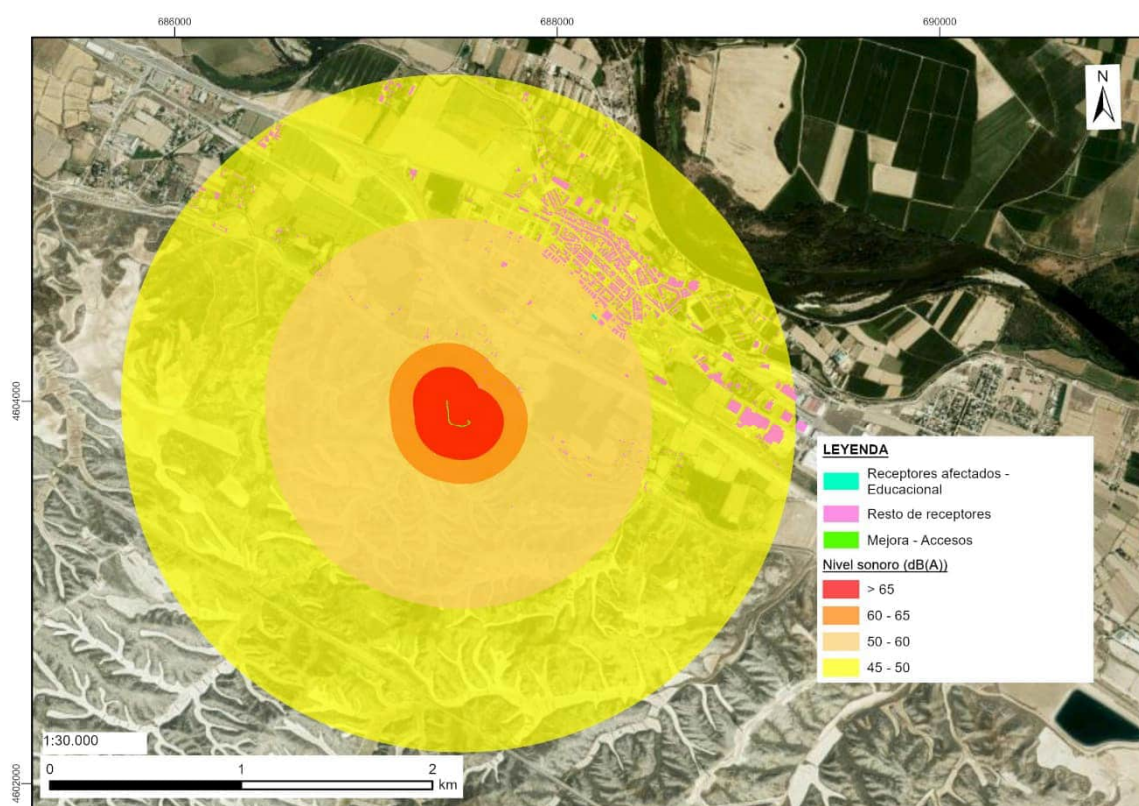 686000
688000
690000
N
4604000
LEYENDA
Receptores afectados -
Educacional
Resto de receptores
Mejora - Accesos
Nivel sonoro (dB(A))
> 65
60 - 65
50 - 60
45 - 50
1:30.000
0
1
2
km
4602000